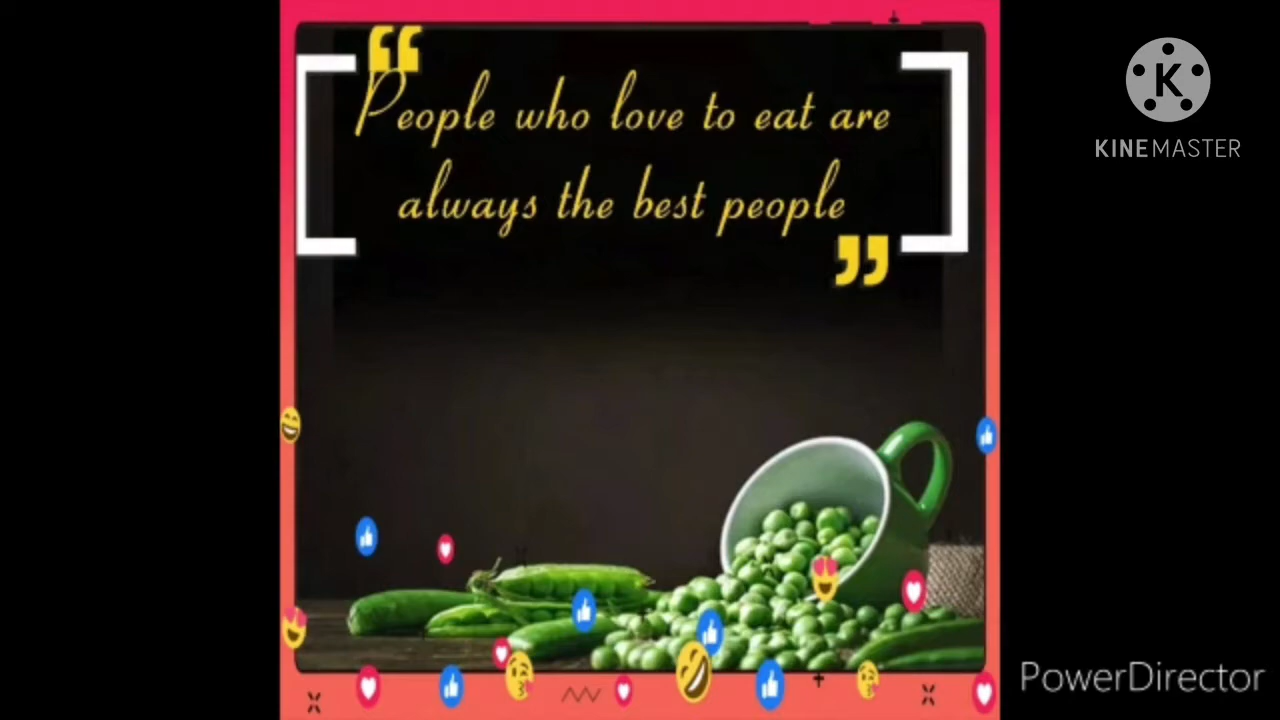 “
People who love to eat are
always the best people
”
K
KINEMASTER
PowerDirector